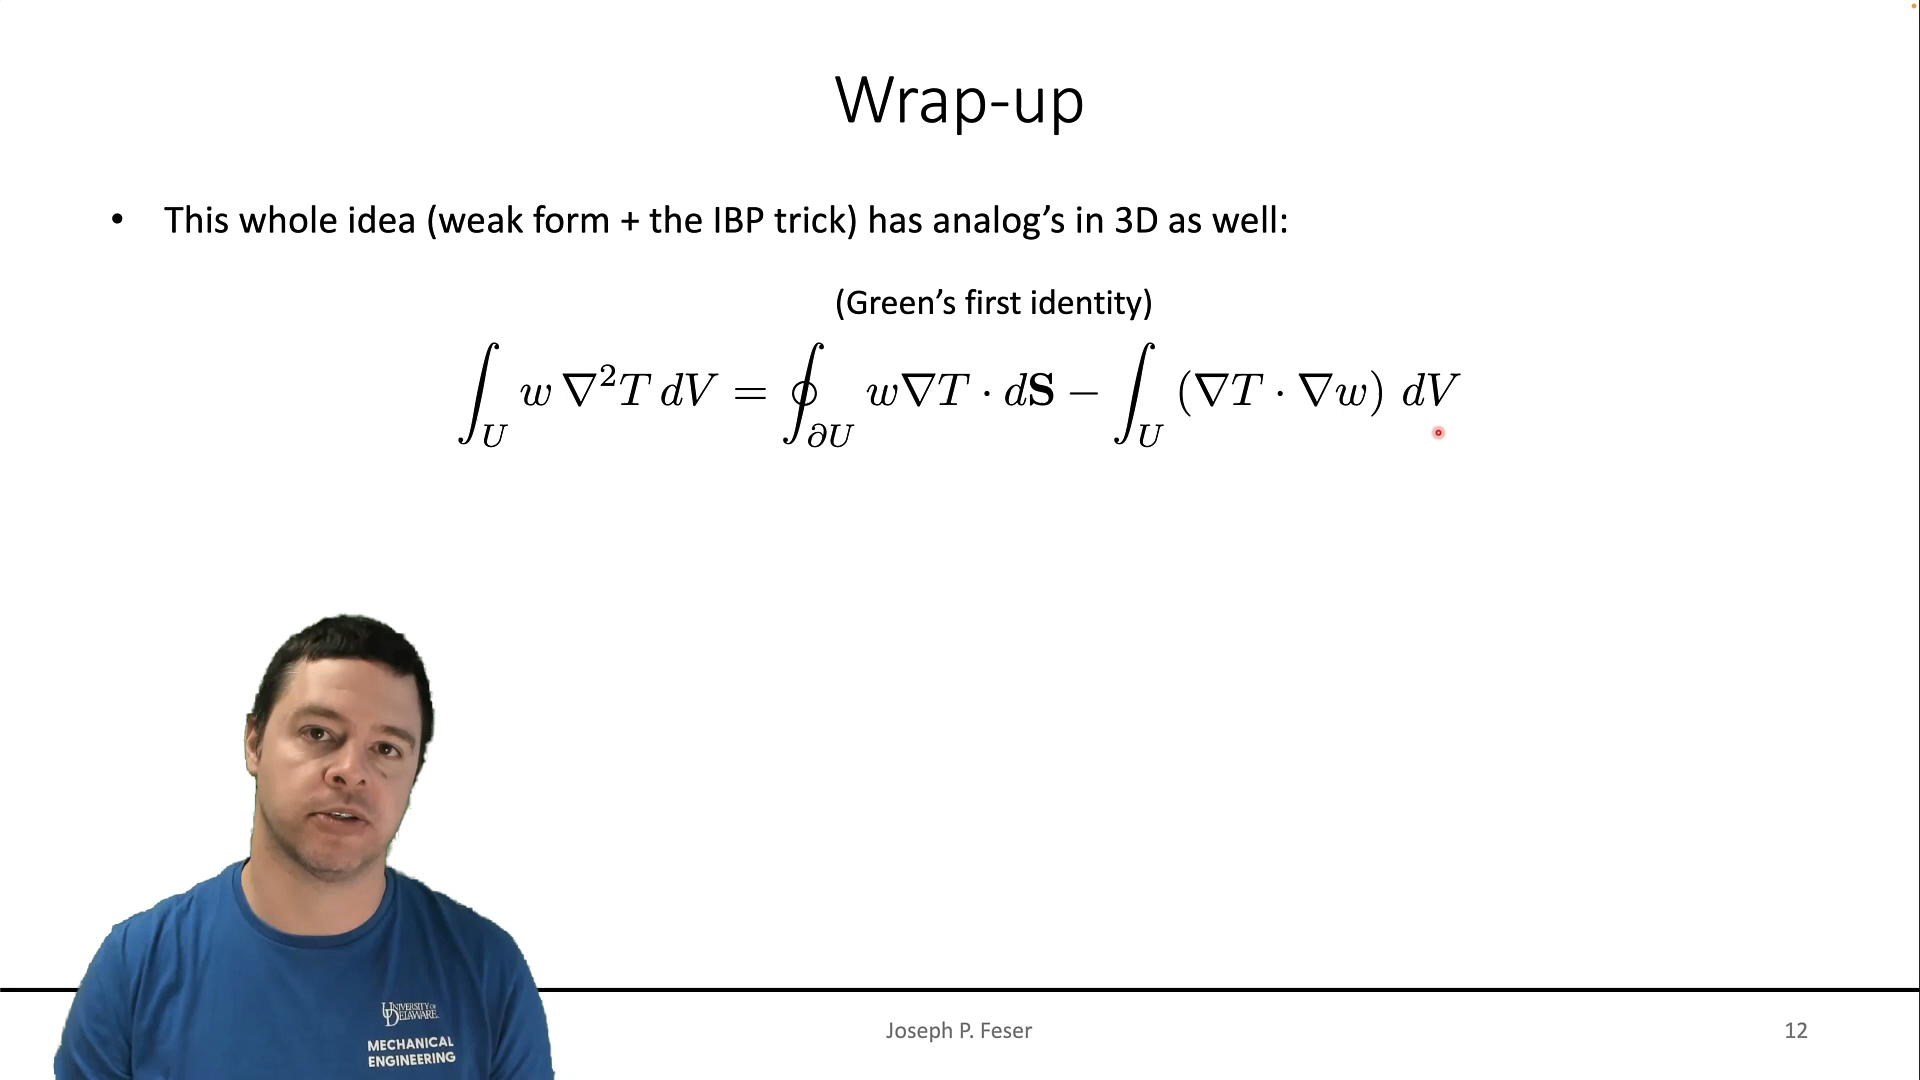 Wrap-up
• This whole idea (weak form + the IBP trick) has analog’s in 3D as well:
(Green’s first identity)
∫_U w ∇²T dV = ∮_∂U w∇T · d𝐒 − ∫_U (∇T · ∇w) dV
UNIVERSITY OF
DELAWARE
MECHANICAL
ENGINEERING
Joseph P. Feser
12